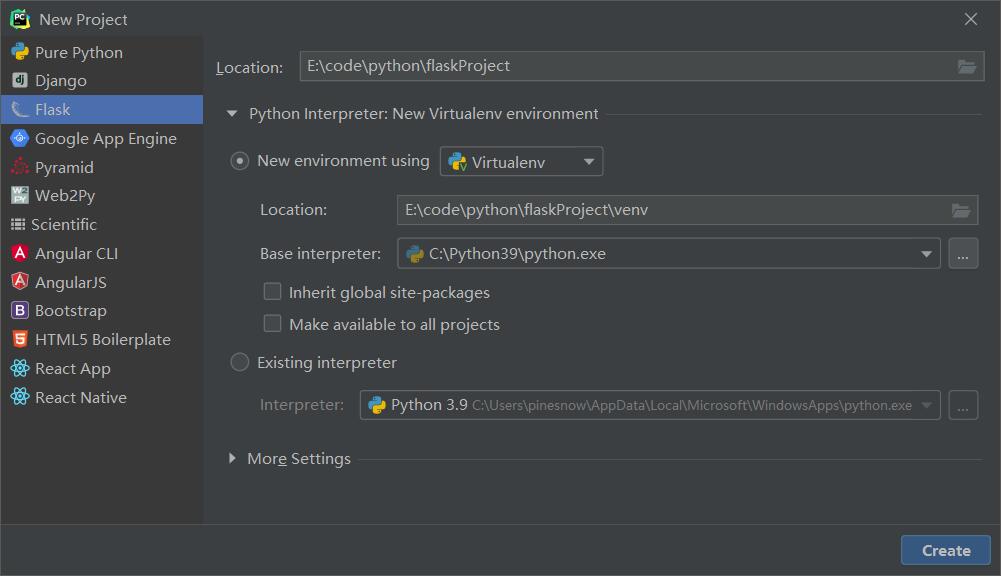 New Project
Pure Python
Django
Flask
Google App Engine
Pyramid
Web2Py
Scientific
Angular CLI
AngularJS
Bootstrap
HTML5 Boilerplate
React App
React Native
Location: E:\code\python\flaskProject
Python Interpreter: New Virtualenv environment
New environment using Virtualenv
Location: E:\code\python\flaskProject\venv
Base interpreter: C:\Python39\python.exe ...
Inherit global site-packages
Make available to all projects
Existing interpreter
Interpreter: Python 3.9 C:\Users\pinesnow\AppData\Local\Microsoft\WindowsApps\python.exe ...
More Settings
Create